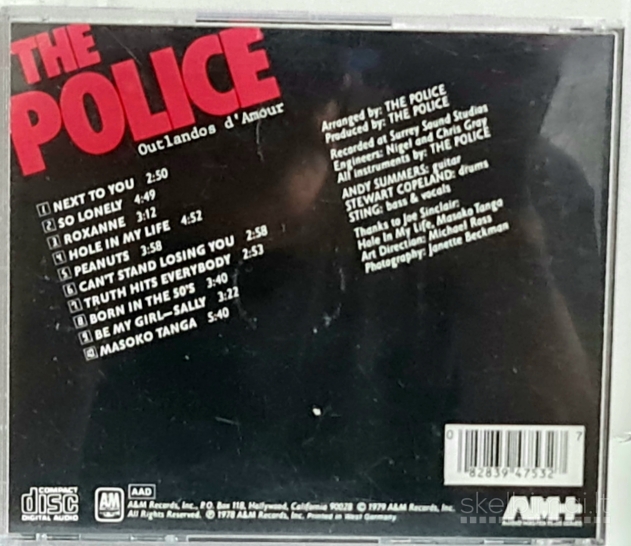 THE
POLICE
Outlandos d'Amour
1 NEXT TO YOU 2:50
2 SO LONELY 4:49
3 ROXANNE 3:12
4 HOLE IN MY LIFE 4:52
5 PEANUTS 3:58
6 CAN'T STAND LOSING YOU 2:58
7 TRUTH HITS EVERYBODY 2:53
8 BORN IN THE 50'S 3:40
9 BE MY GIRL—SALLY 3:22
10 MASOKO TANGA 5:40
Arranged by: THE POLICE
Produced by: THE POLICE
Recorded at Surrey Sound Studios
Engineers: Nigel and Chris Gray
All instruments by: THE POLICE
ANDY SUMMERS: guitar
STEWART COPELAND: drums
STING: bass & vocals
Thanks to Joe Sinclair:
Hole In My Life, Masoko Tanga
Art Direction: Michael Ross
Photography: Janette Beckman
0 82839 47532 7
COMPACT
disc
DIGITAL AUDIO
A&M
AAD
A&M Records, Inc., P.O. Box 118, Hollywood, California 90028 © 1979 A&M Records, Inc.
All Rights Reserved. ℗ 1978 A&M Records, Inc. Printed in West Germany
AM+